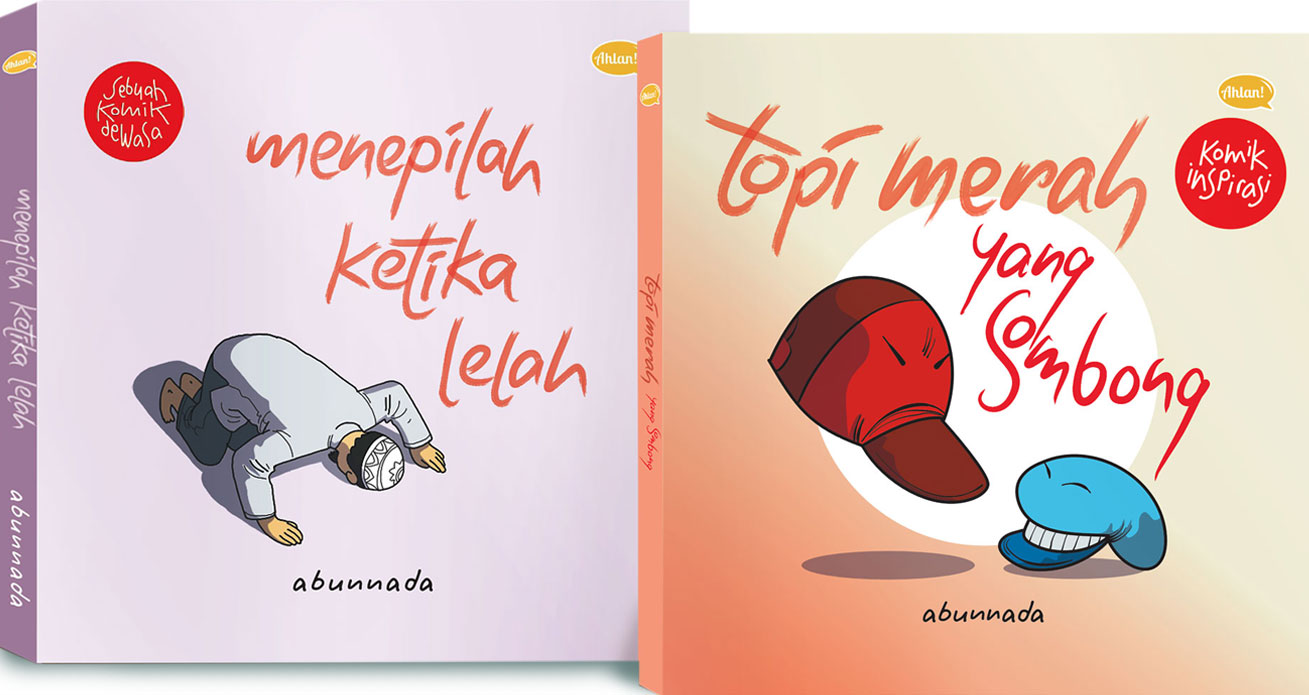 Ahlan!
menepilah ketika lelah
abunnada
Ahlan!
Sebuah
Komik
dewasa
menepilah
ketika
lelah
abunnada
Ahlan!
topi merah yang Sombong
Ahlan!
Komik
inspirasi
topi merah
yang
Sombong
abunnada